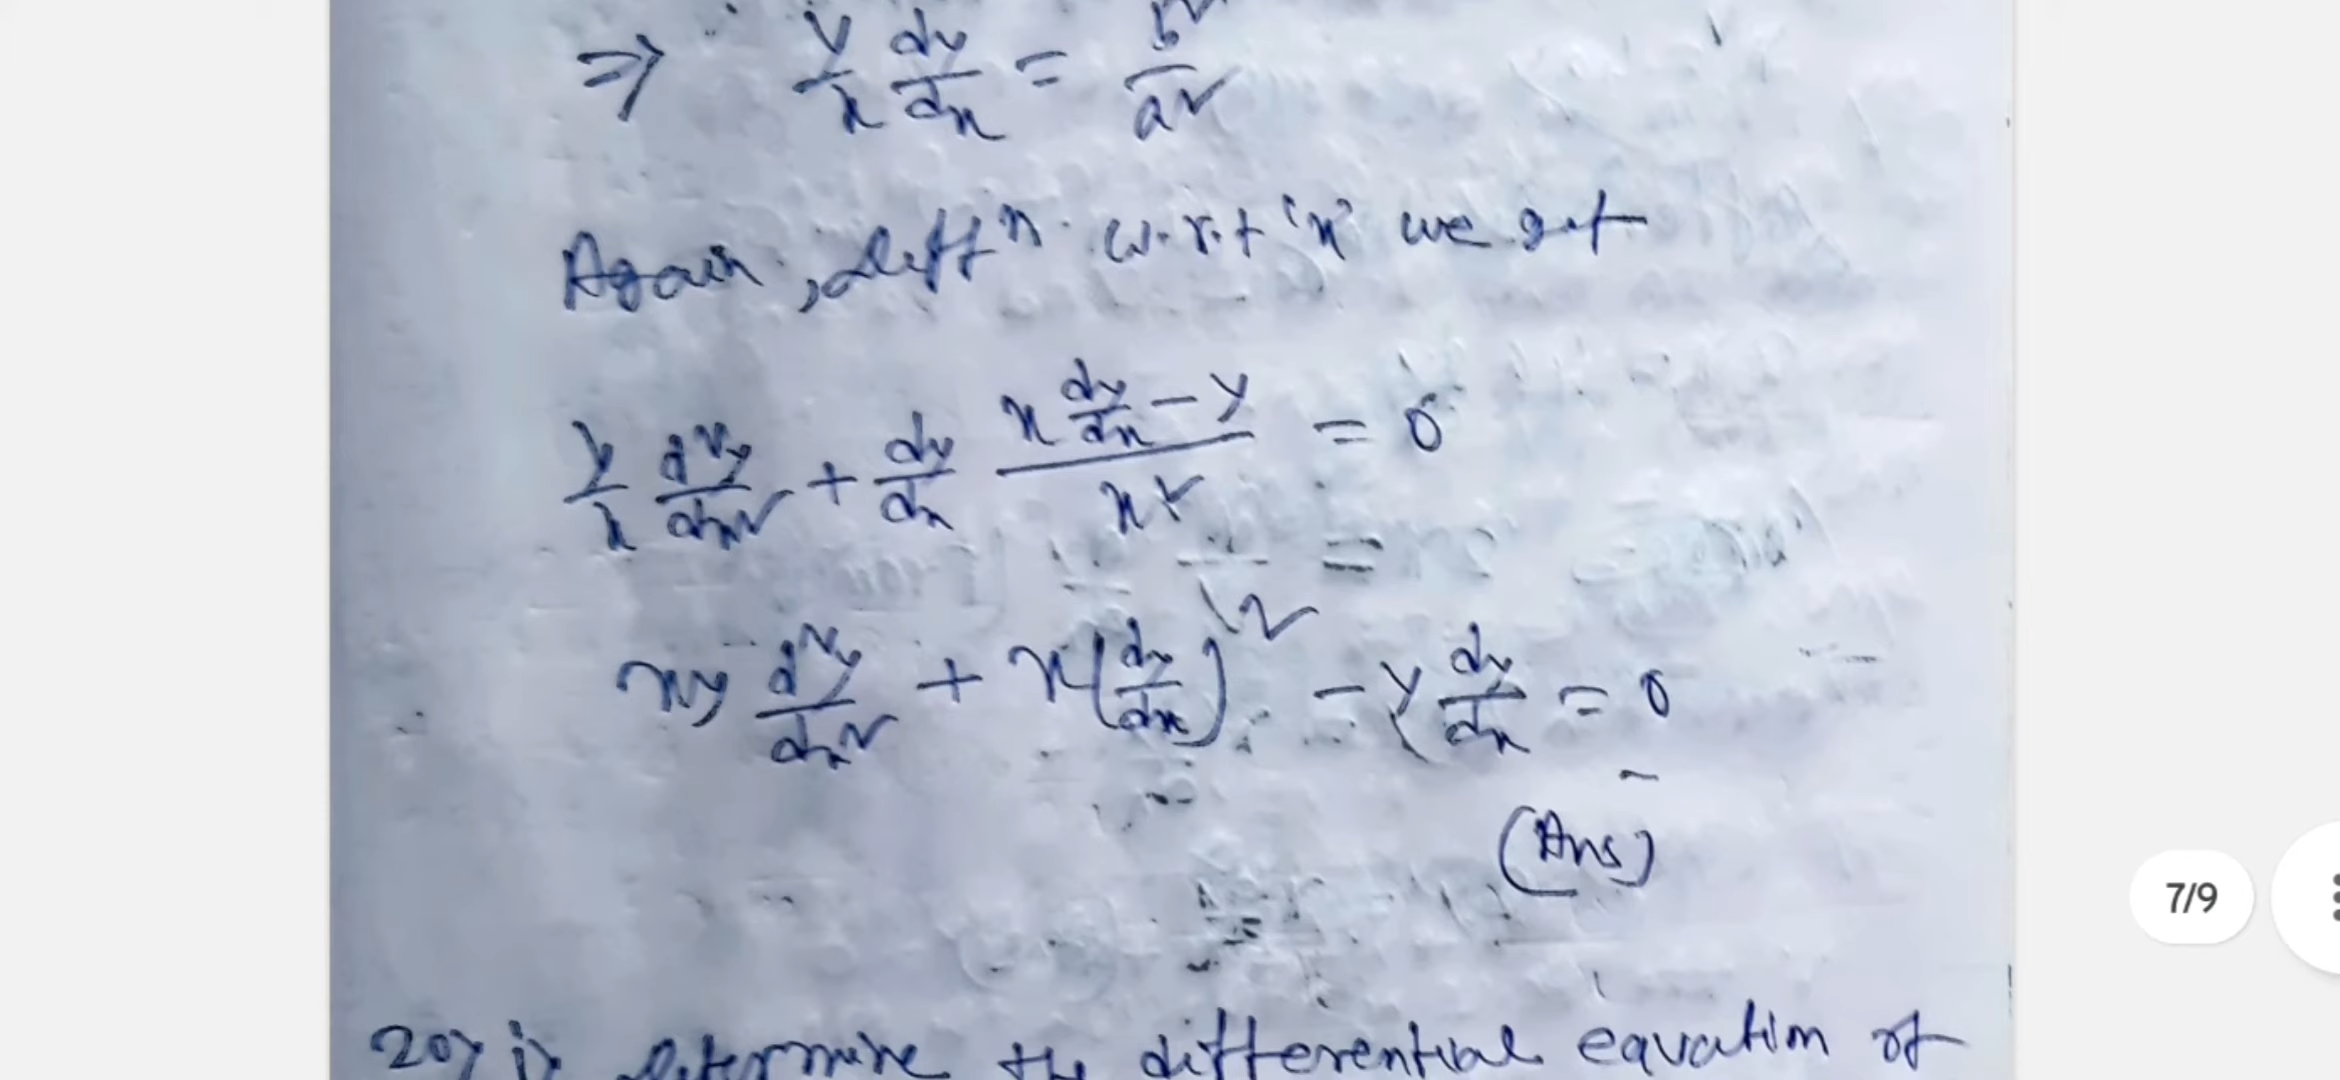 ⇒ y/x dy/dx = b²/a²
Again, diffⁿ. w.r.t 'x' we get
y/x d²y/dx² + dy/dx (x dy/dx - y)/x² = 0
xy d²y/dx² + x(dy/dx)² - y dy/dx = 0
(Ans)
7/9
20) i) Determine the differential equation of